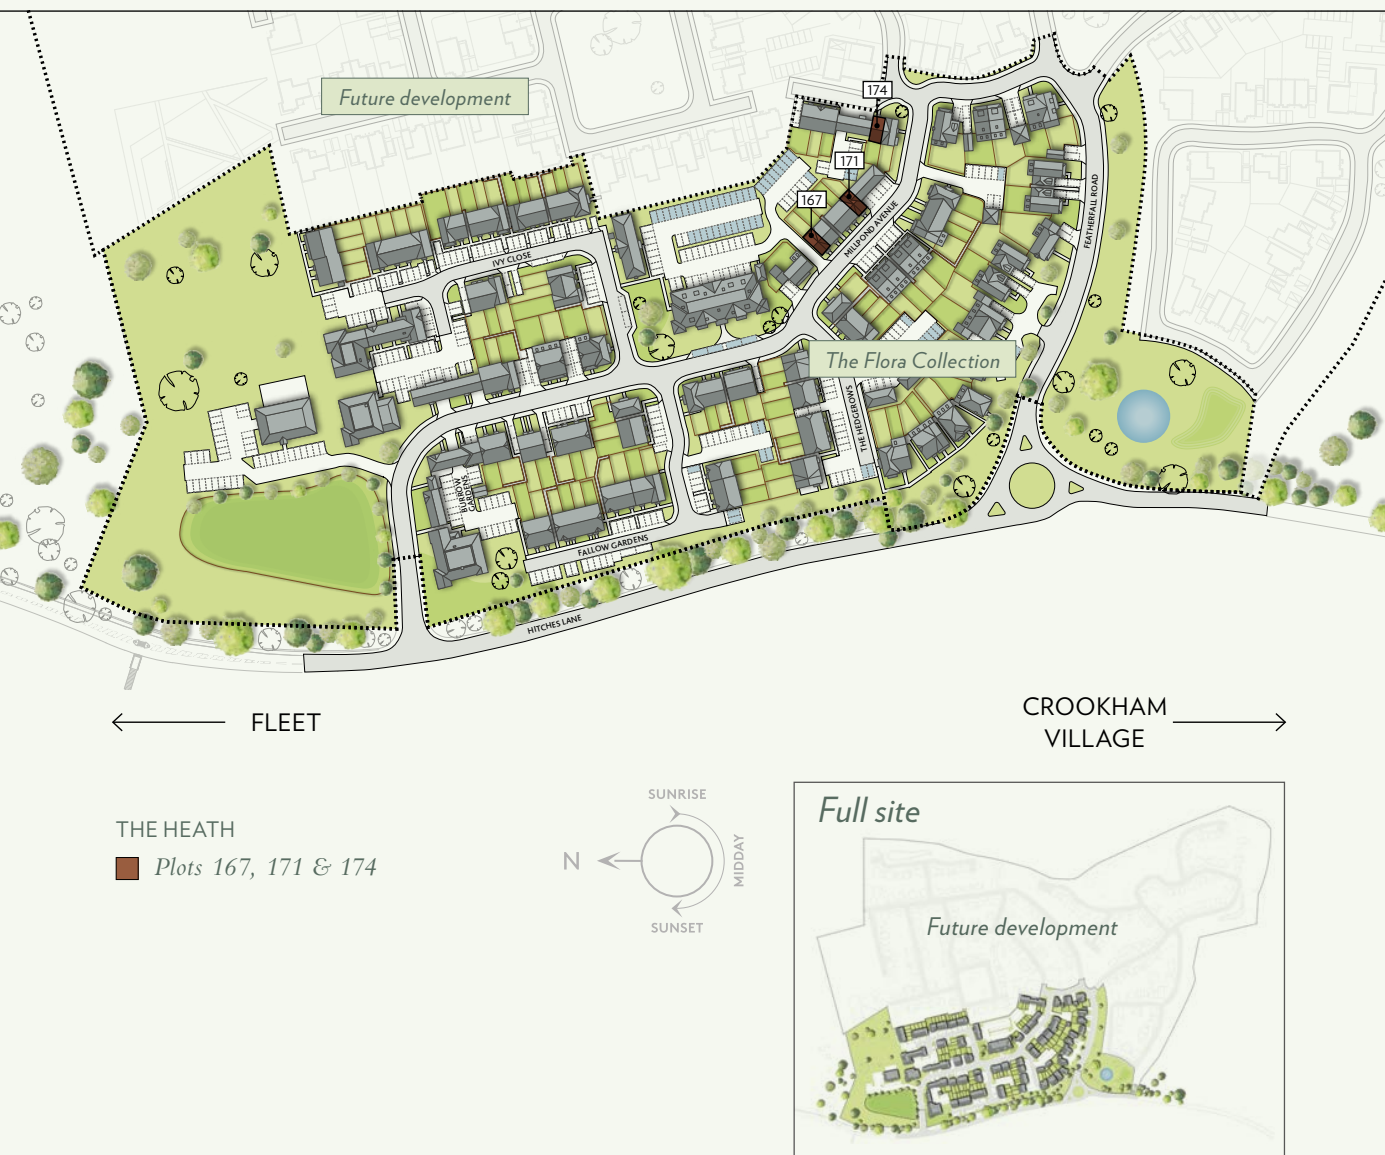 Future development
174
171
167
MILLPOND AVENUE
FEATHERFALL ROAD
IVY CLOSE
The Flora Collection
THE HEDGEROWS
BURROW
GARDENS
FALLOW GARDENS
HITCHES LANE
FLEET
CROOKHAM
VILLAGE
THE HEATH
Plots 167, 171 & 174
SUNRISE
N
MIDDAY
SUNSET
Full site
Future development